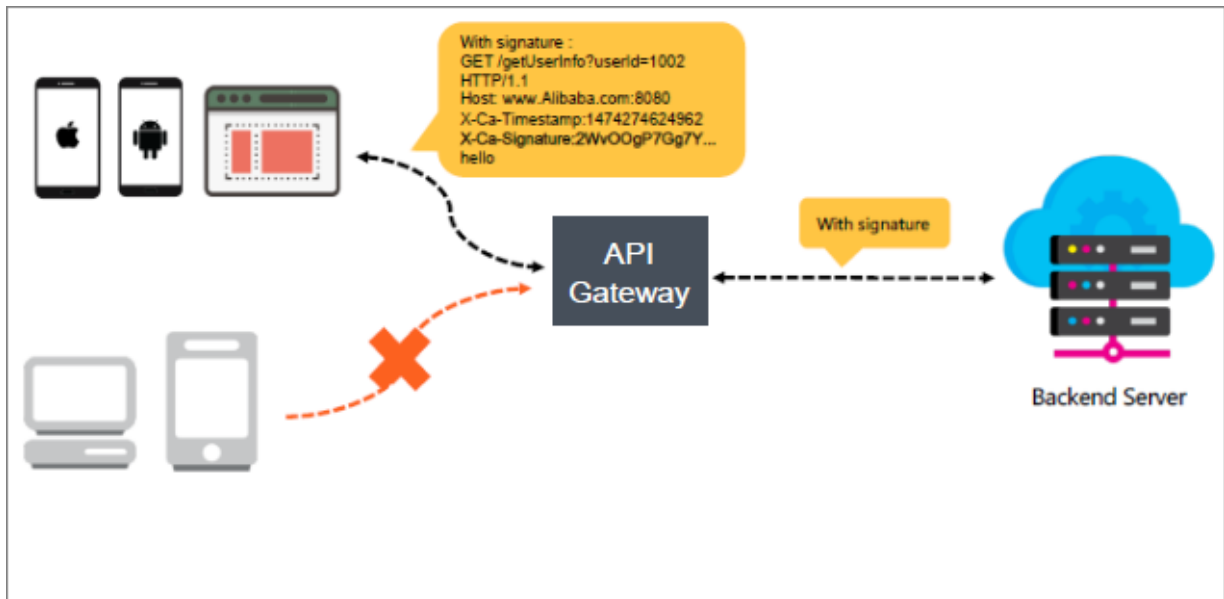 With signature :
GET /getUserInfo?userId=1002
HTTP/1.1
Host: www.Alibaba.com:8080
X-Ca-Timestamp:1474274624962
X-Ca-Signature:2WvOOgP7Gg7Y...
hello
With signature
API
Gateway
Backend Server